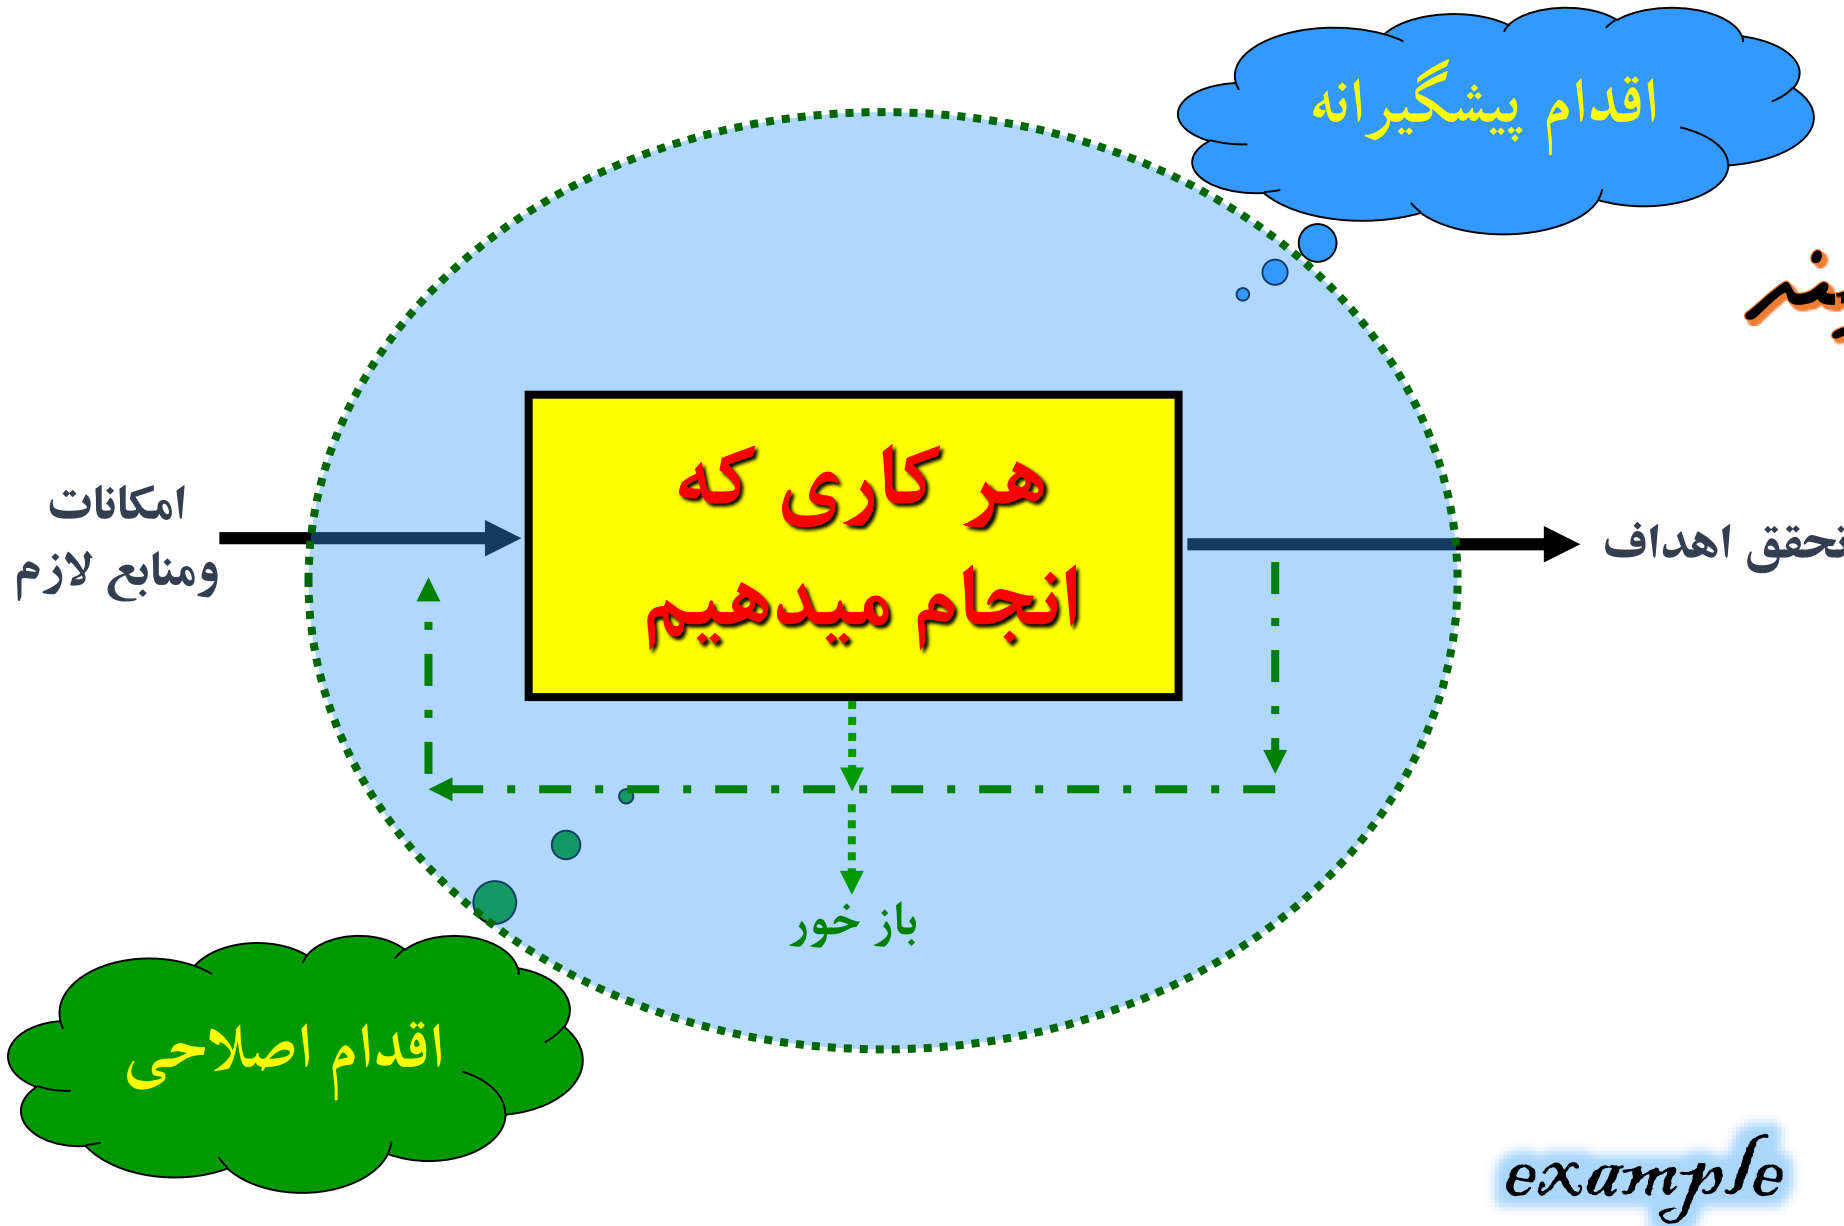 اقدام پیشگیرانه
هر کاری که
انجام میدهیم
امکانات
ومنابع لازم
تحقق اهداف
باز خور
اقدام اصلاحی
example